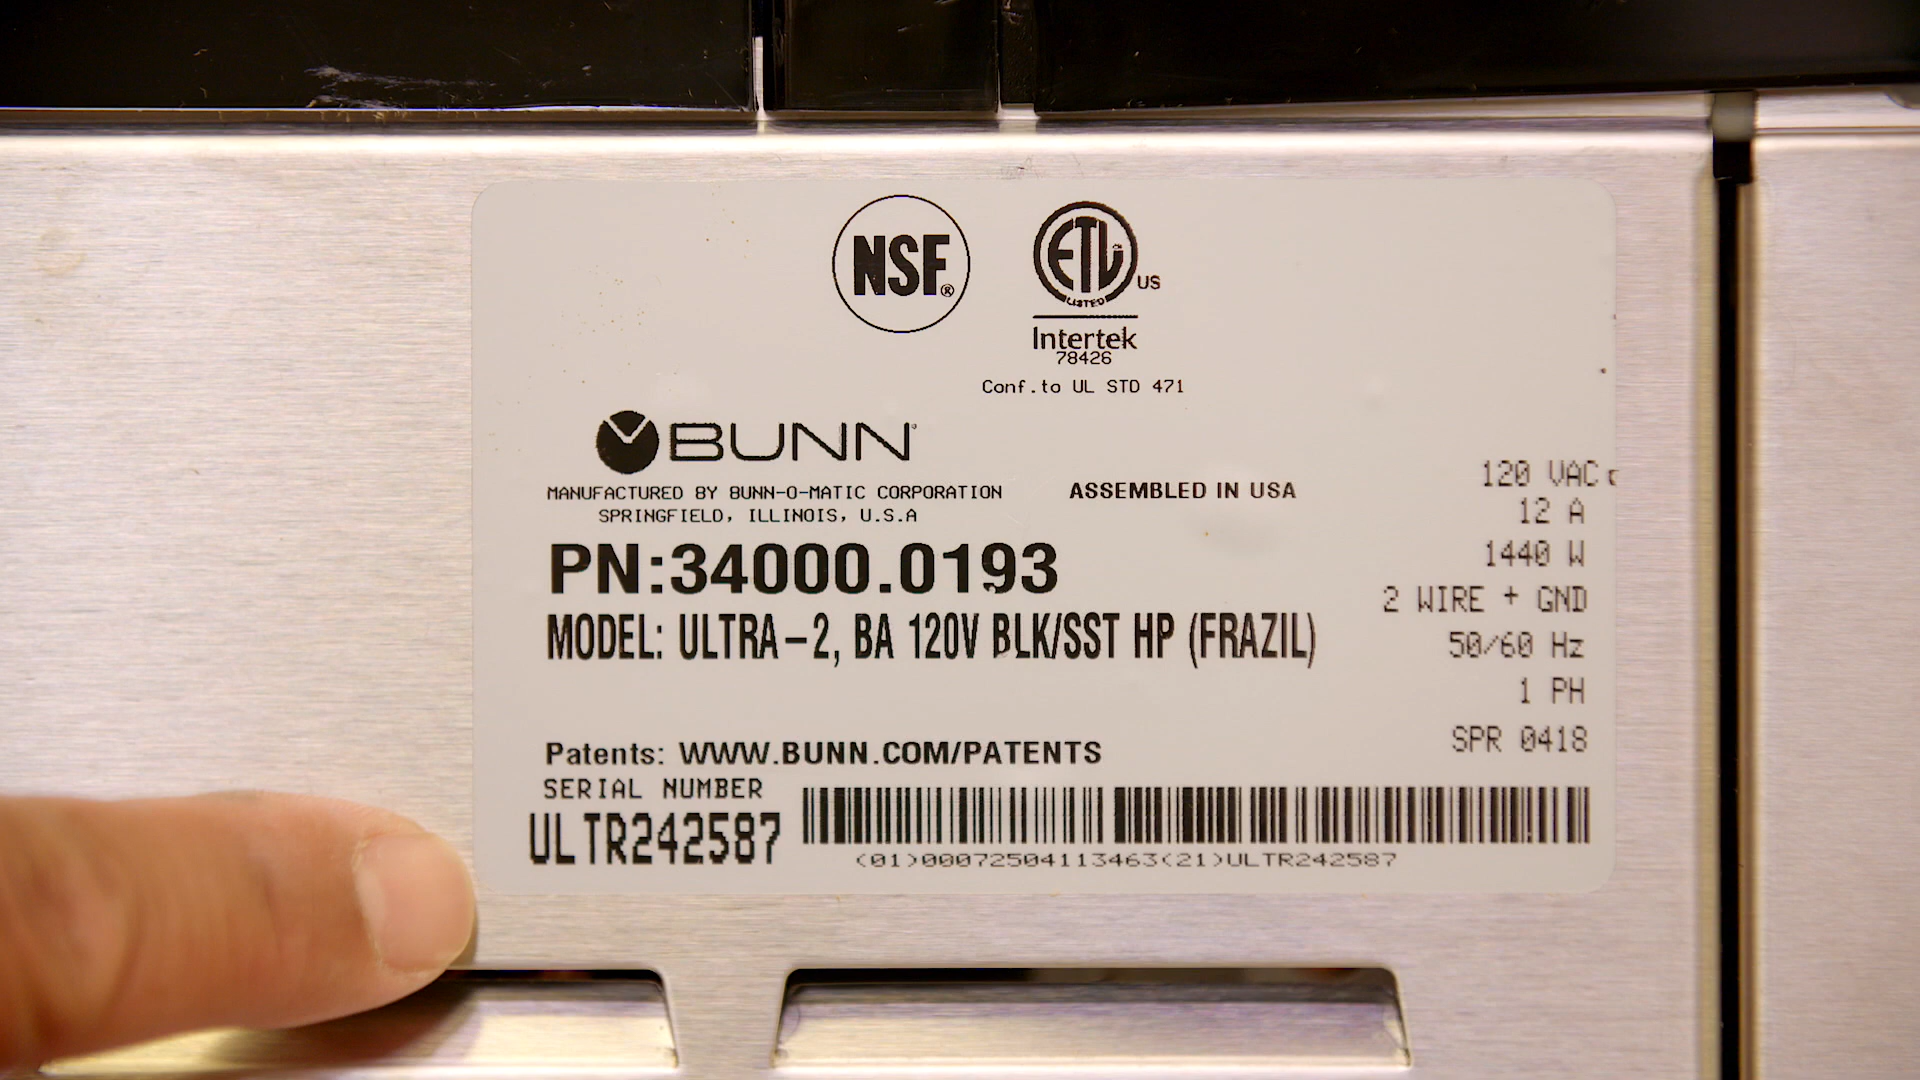 NSF®
ETL
c
US
LISTED
Intertek
78426
Conf.to UL STD 471
BUNN®
MANUFACTURED BY BUNN-O-MATIC CORPORATION
SPRINGFIELD, ILLINOIS, U.S.A
ASSEMBLED IN USA
PN:34000.0193
MODEL: ULTRA-2, BA 120V BLK/SST HP (FRAZIL)
120 VAC
12 A
1440 W
2 WIRE + GND
50/60 Hz
1 PH
SPR 0418
Patents: WWW.BUNN.COM/PATENTS
SERIAL NUMBER
ULTR242587
(01)00072504113463(21)ULTR242587